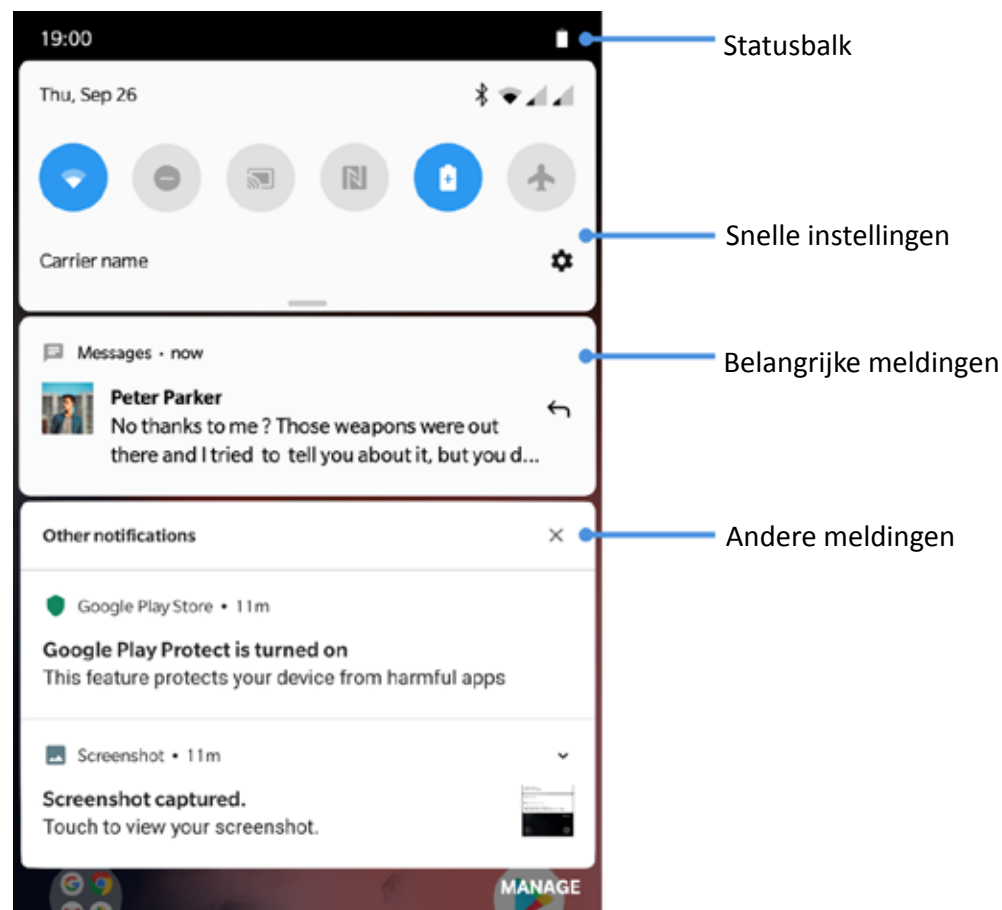 19:00
Statusbalk
Thu, Sep 26
Snelle instellingen
Carrier name
Messages · now
Belangrijke meldingen
Peter Parker
No thanks to me ? Those weapons were out
there and I tried to tell you about it, but you d...
Other notifications
Andere meldingen
Google Play Store • 11m
Google Play Protect is turned on
This feature protects your device from harmful apps
Screenshot • 11m
Screenshot captured.
Touch to view your screenshot.
MANAGE